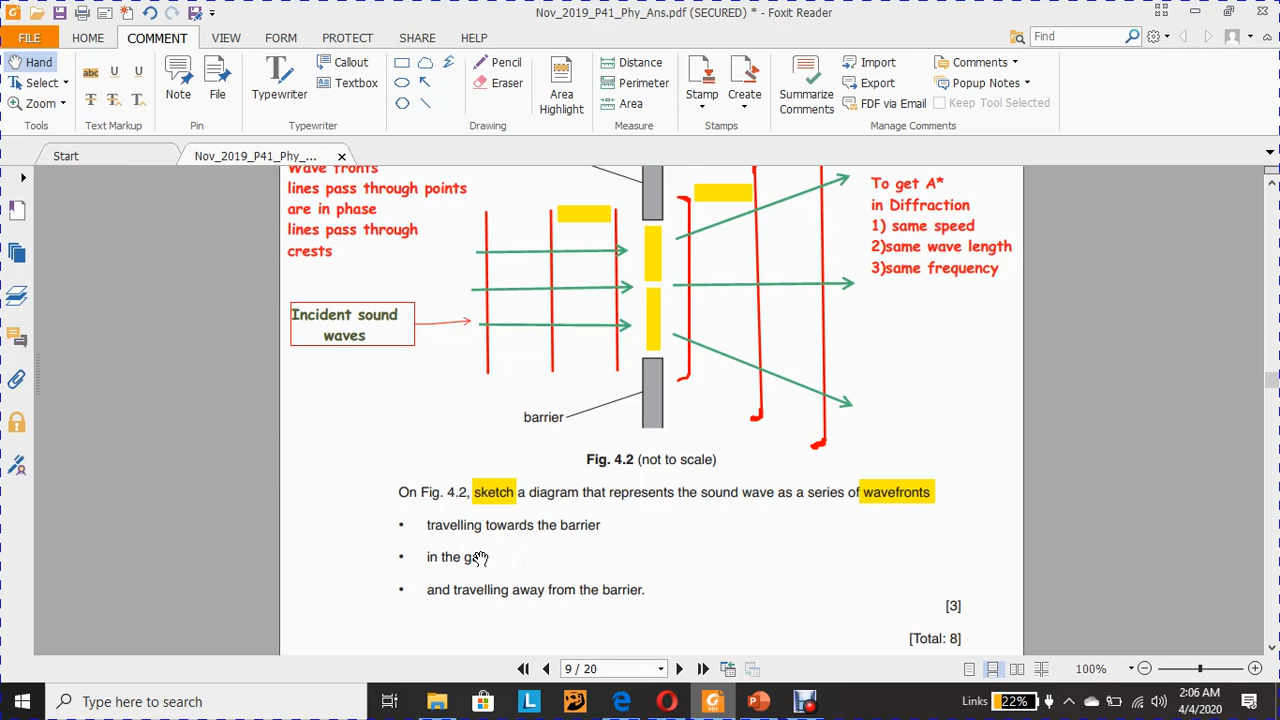 Nov_2019_P41_Phy_Ans.pdf (SECURED) * - Foxit Reader
FILE HOME COMMENT VIEW FORM PROTECT SHARE HELP Find
Hand
Select
Zoom
Tools
Text Markup
Note
File
Pin
Typewriter
Callout
Textbox
Typewriter
Pencil
Eraser
Drawing
Area Highlight
Distance
Perimeter
Area
Measure
Stamp
Create
Stamps
Summarize Comments
Import
Export
FDF via Email
Comments
Popup Notes
Keep Tool Selected
Manage Comments
Start
Nov_2019_P41_Phy_...
Wave fronts
lines pass through points
are in phase
lines pass through
crests
Incident sound
waves
To get A*
in Diffraction
1) same speed
2)same wave length
3)same frequency
barrier
Fig. 4.2 (not to scale)
On Fig. 4.2, sketch a diagram that represents the sound wave as a series of wavefronts
• travelling towards the barrier
• in the
• and travelling away from the barrier.
[3]
[Total: 8]
9 / 20
100%
Type here to search
Links
22%
2:06 AM
4/4/2020